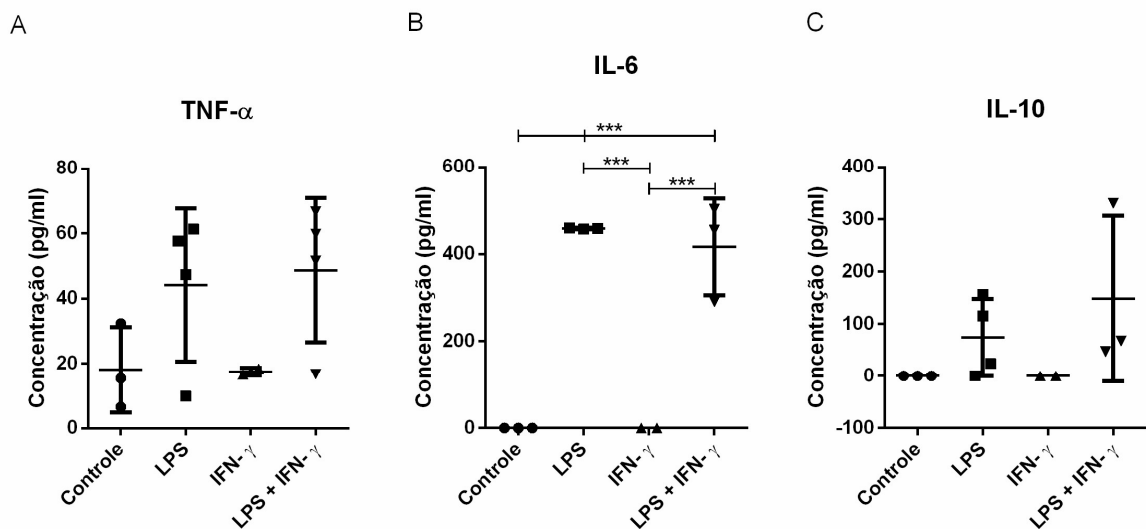 A
TNF-α
Concentração (pg/ml)
80
60
40
20
0
Controle
LPS
IFN- γ
LPS + IFN- γ
B
IL-6
***
***
***
Concentração (pg/ml)
600
400
200
0
Controle
LPS
IFN- γ
LPS + IFN- γ
C
IL-10
Concentração (pg/ml)
400
300
200
100
0
-100
Controle
LPS
IFN- γ
LPS + IFN- γ